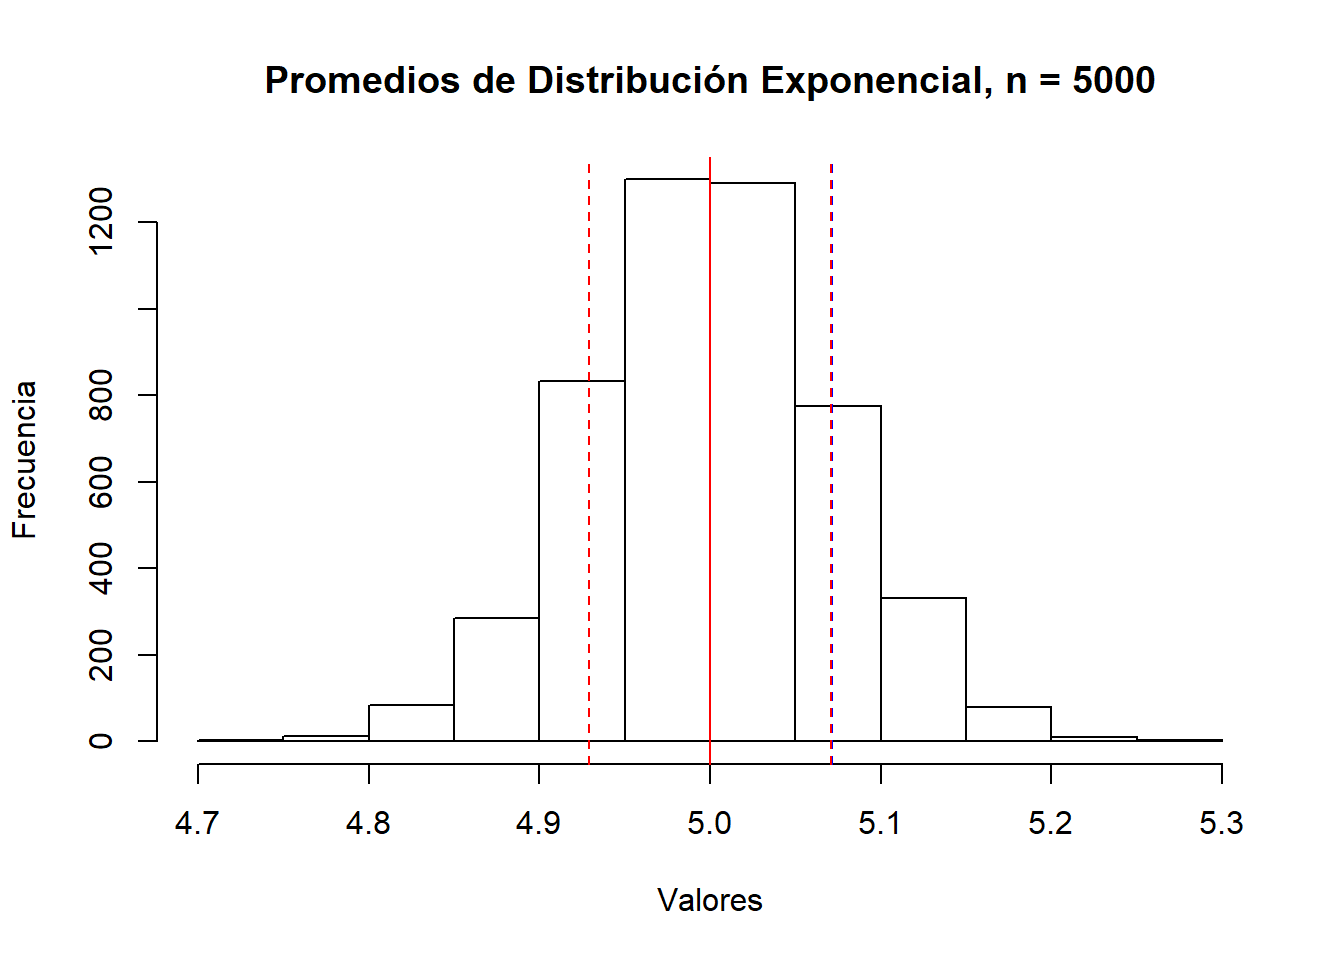 Promedios de Distribución Exponencial, n = 5000
Frecuencia
1200
800
600
400
200
0
4.7 4.8 4.9 5.0 5.1 5.2 5.3
Valores